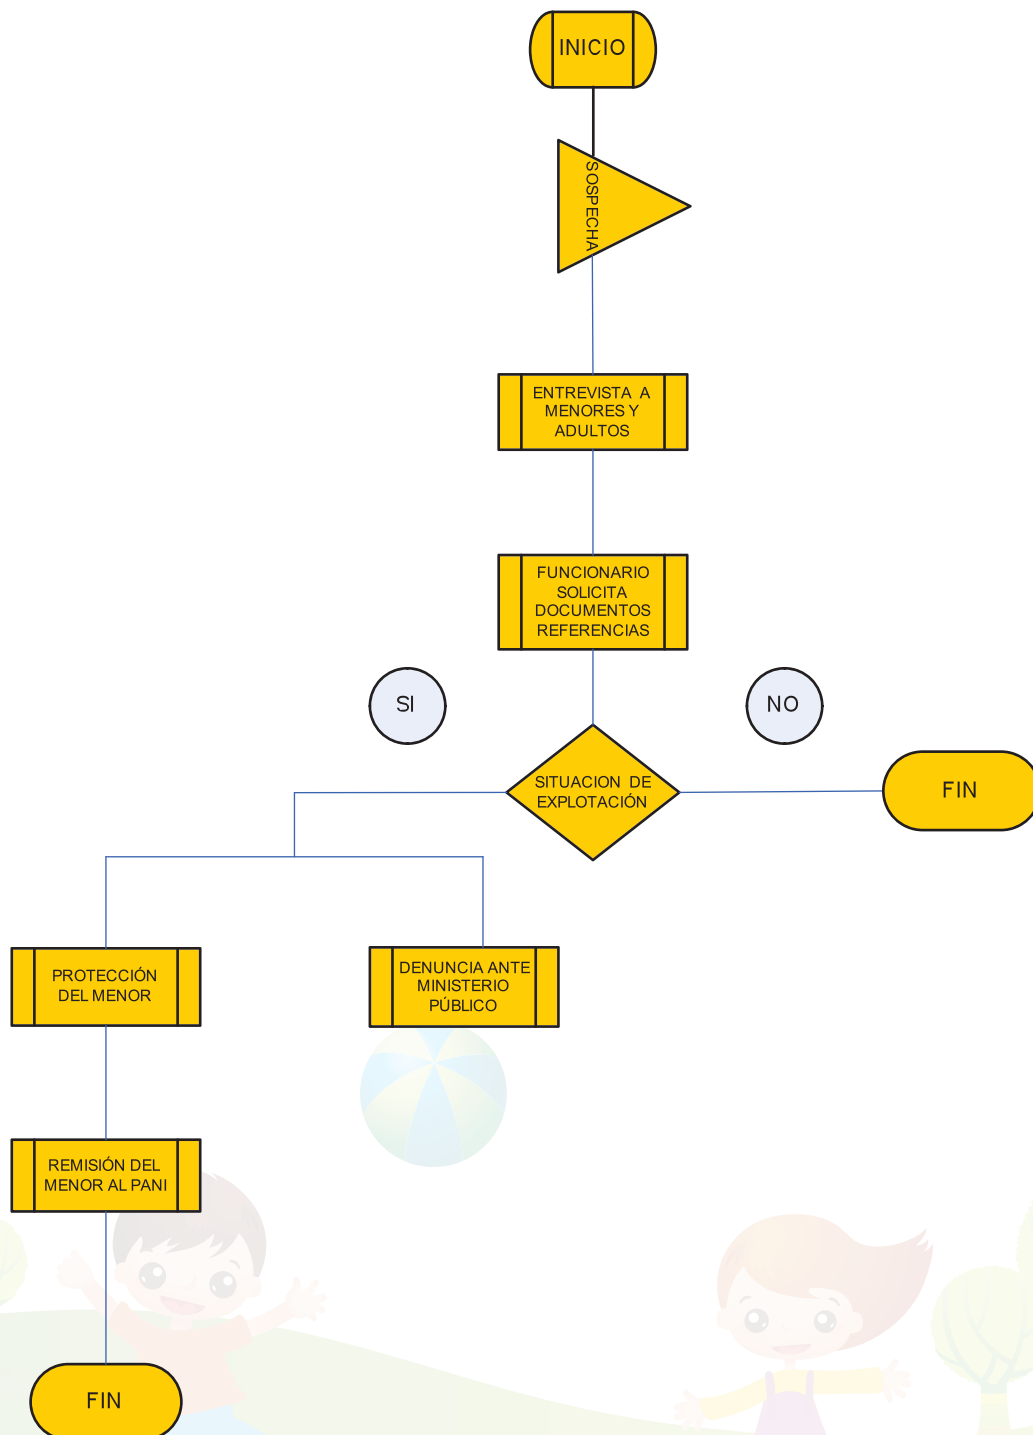 INICIO
SOSPECHA
ENTREVISTA A
MENORES Y
ADULTOS
FUNCIONARIO
SOLICITA
DOCUMENTOS
REFERENCIAS
SI
NO
SITUACION DE
EXPLOTACIÓN
FIN
PROTECCIÓN
DEL MENOR
DENUNCIA ANTE
MINISTERIO
PÚBLICO
REMISIÓN DEL
MENOR AL PANI
FIN